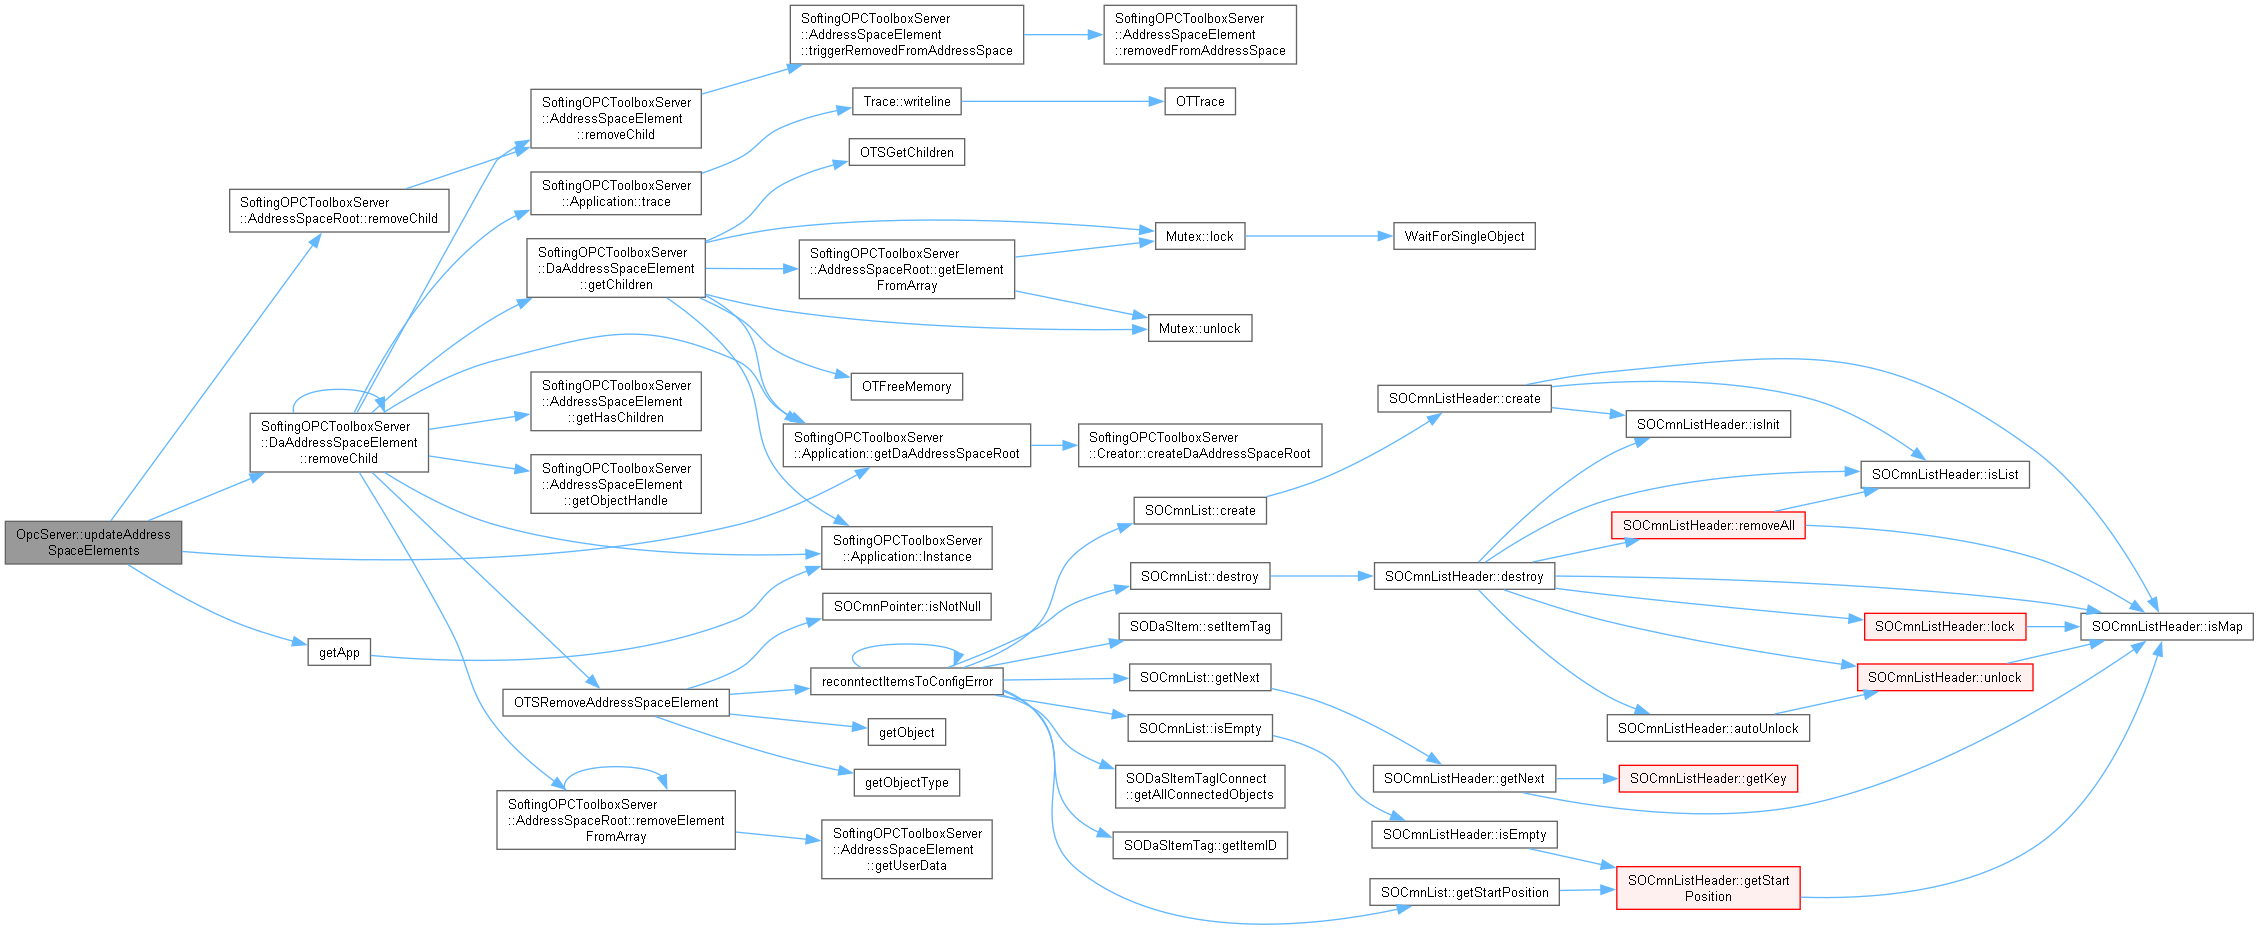 SoftingOPCToolboxServer
::AddressSpaceElement
::triggerRemovedFromAddressSpace
SoftingOPCToolboxServer
::AddressSpaceElement
::removedFromAddressSpace
SoftingOPCToolboxServer
::AddressSpaceElement
::removeChild
Trace::writeline
OTTrace
OTSGetChildren
SoftingOPCToolboxServer
::Application::trace
SoftingOPCToolboxServer
::AddressSpaceRoot::removeChild
Mutex::lock
WaitForSingleObject
SoftingOPCToolboxServer
::DaAddressSpaceElement
::getChildren
SoftingOPCToolboxServer
::AddressSpaceRoot::getElement
FromArray
Mutex::unlock
OTFreeMemory
SoftingOPCToolboxServer
::AddressSpaceElement
::getHasChildren
SOCmnListHeader::create
SOCmnListHeader::isInit
SoftingOPCToolboxServer
::DaAddressSpaceElement
::removeChild
SoftingOPCToolboxServer
::Application::getDaAddressSpaceRoot
SoftingOPCToolboxServer
::Creator::createDaAddressSpaceRoot
SOCmnListHeader::isList
SoftingOPCToolboxServer
::AddressSpaceElement
::getObjectHandle
SOCmnList::create
SOCmnListHeader::removeAll
OpcServer::updateAddress
SpaceElements
SoftingOPCToolboxServer
::Application::Instance
SOCmnList::destroy
SOCmnListHeader::destroy
SOCmnPointer::isNotNull
SODaSItem::setItemTag
SOCmnListHeader::lock
SOCmnListHeader::isMap
getApp
reconntectItemsToConfigError
SOCmnList::getNext
SOCmnListHeader::unlock
OTSRemoveAddressSpaceElement
getObject
SOCmnList::isEmpty
SOCmnListHeader::autoUnlock
getObjectType
SODaSItemTagIConnect
::getAllConnectedObjects
SOCmnListHeader::getNext
SOCmnListHeader::getKey
SoftingOPCToolboxServer
::AddressSpaceRoot::removeElement
FromArray
SoftingOPCToolboxServer
::AddressSpaceElement
::getUserData
SODaSItemTag::getItemID
SOCmnListHeader::isEmpty
SOCmnList::getStartPosition
SOCmnListHeader::getStart
Position